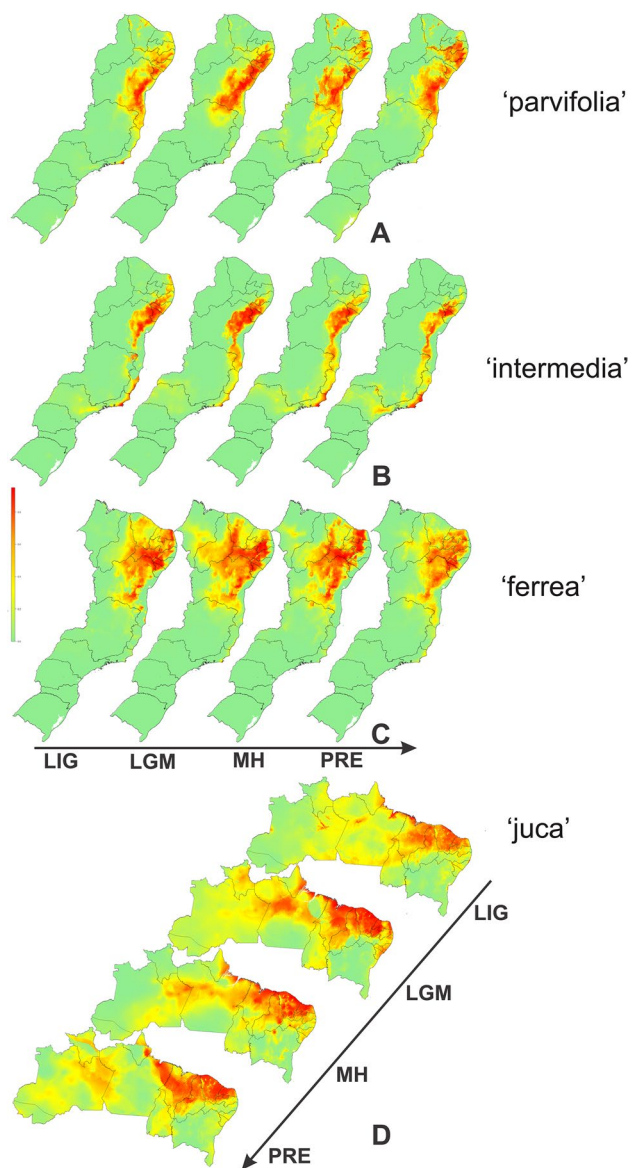 'parvifolia'
A
'intermedia'
B
'ferrea'
C
LIG LGM MH PRE
'juca'
LIG
LGM
MH
D
PRE